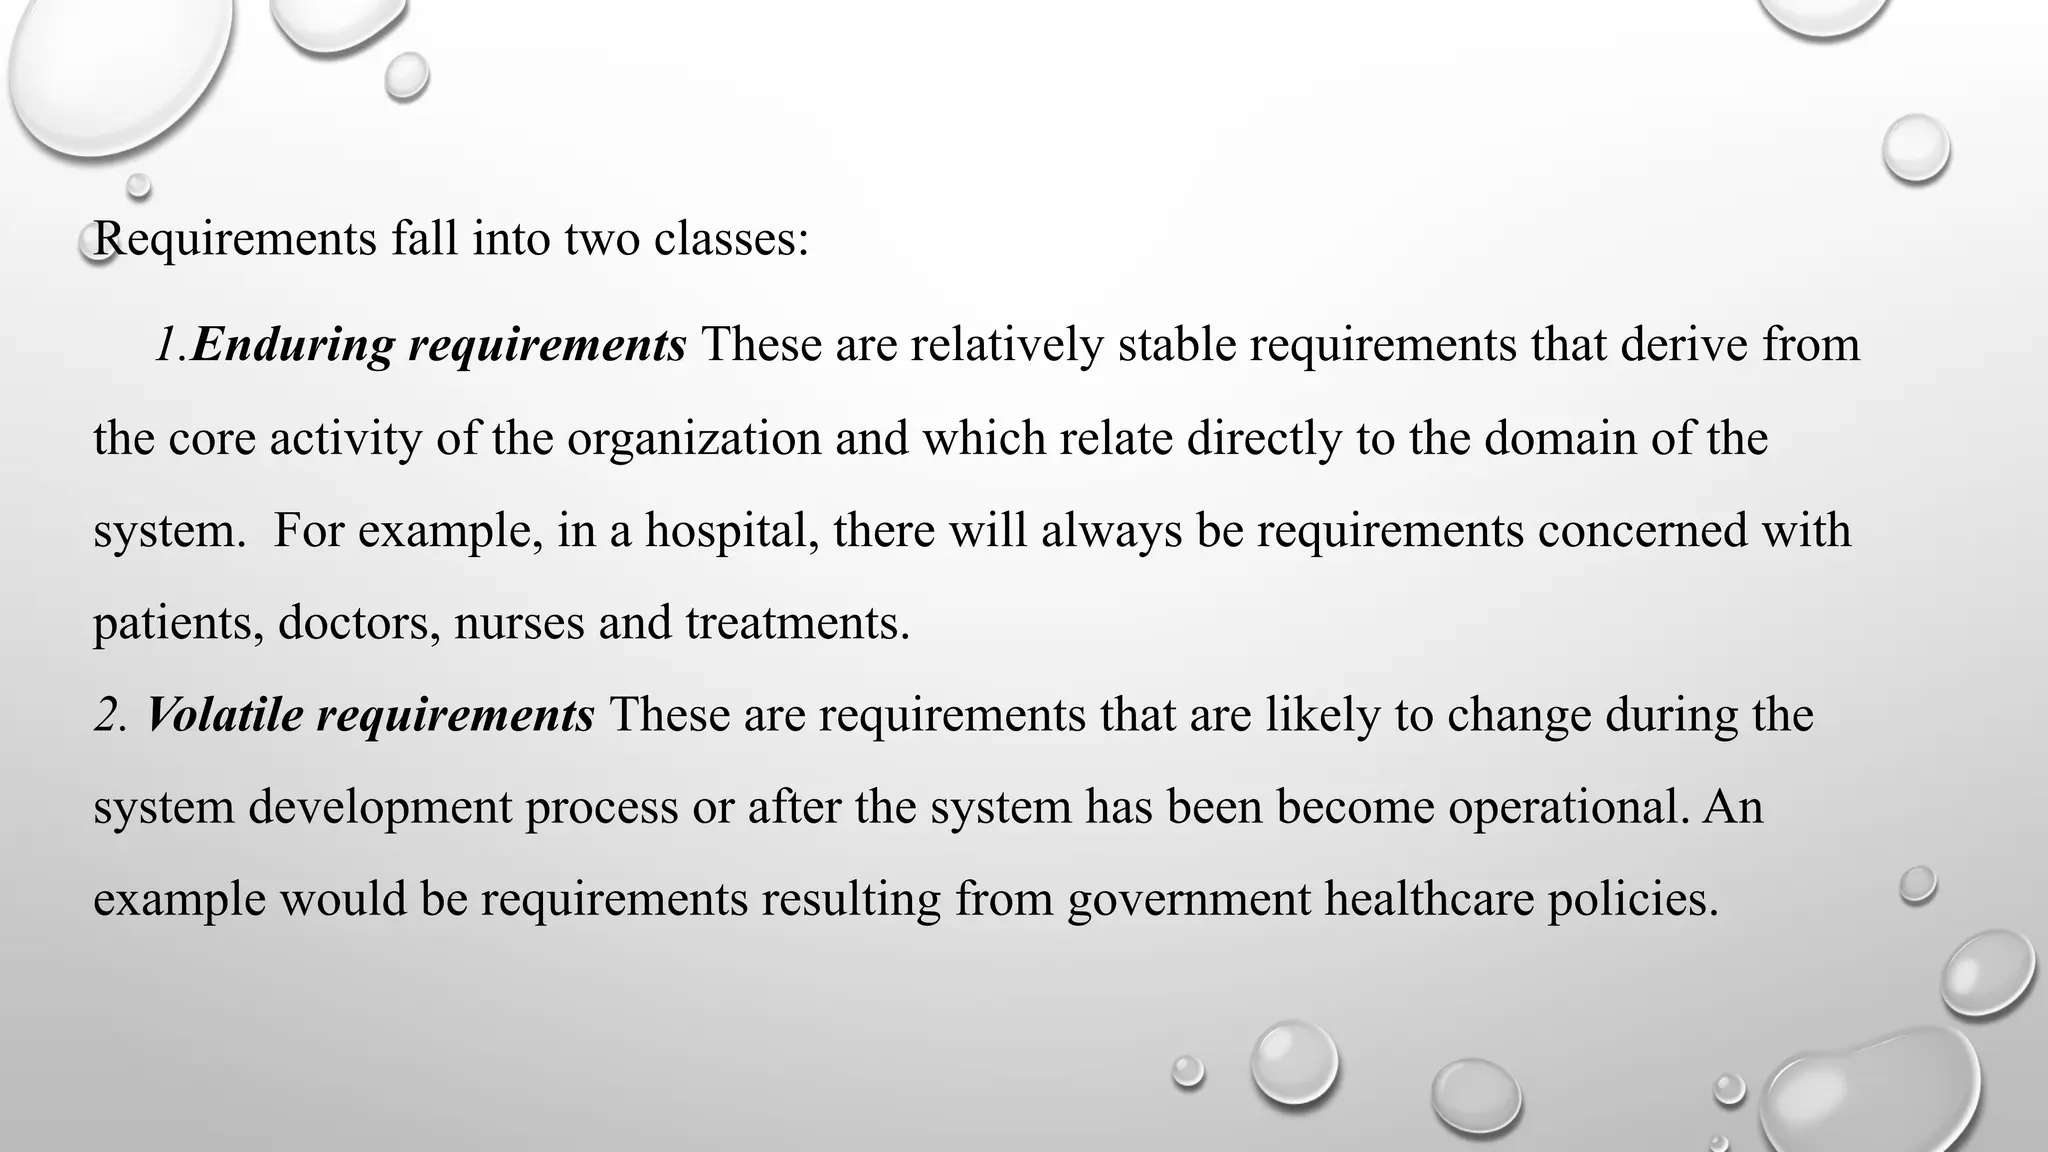 Requirements fall into two classes:
1.Enduring requirements These are relatively stable requirements that derive from
the core activity of the organization and which relate directly to the domain of the
system.  For example, in a hospital, there will always be requirements concerned with
patients, doctors, nurses and treatments.
2. Volatile requirements These are requirements that are likely to change during the
system development process or after the system has been become operational. An
example would be requirements resulting from government healthcare policies.